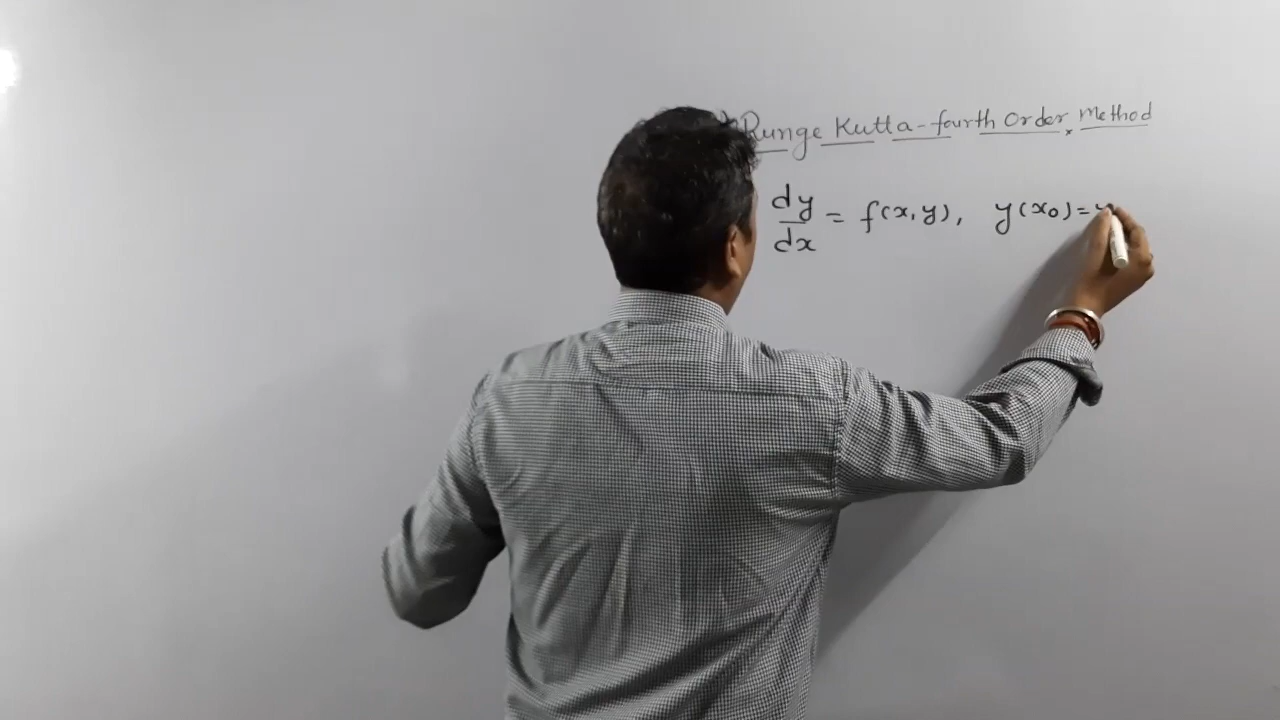 Runge Kutta - fourth Order Method
dy/dx = f(x, y), y(x₀) = y